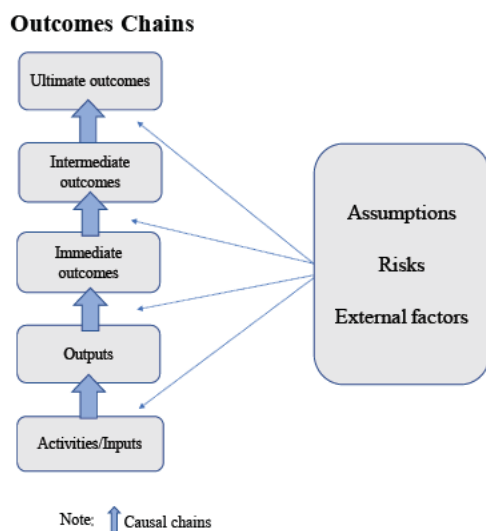 Outcomes Chains
Ultimate outcomes
Intermediate
outcomes
Immediate
outcomes
Outputs
Activities/Inputs
Assumptions
Risks
External factors
Note: Causal chains